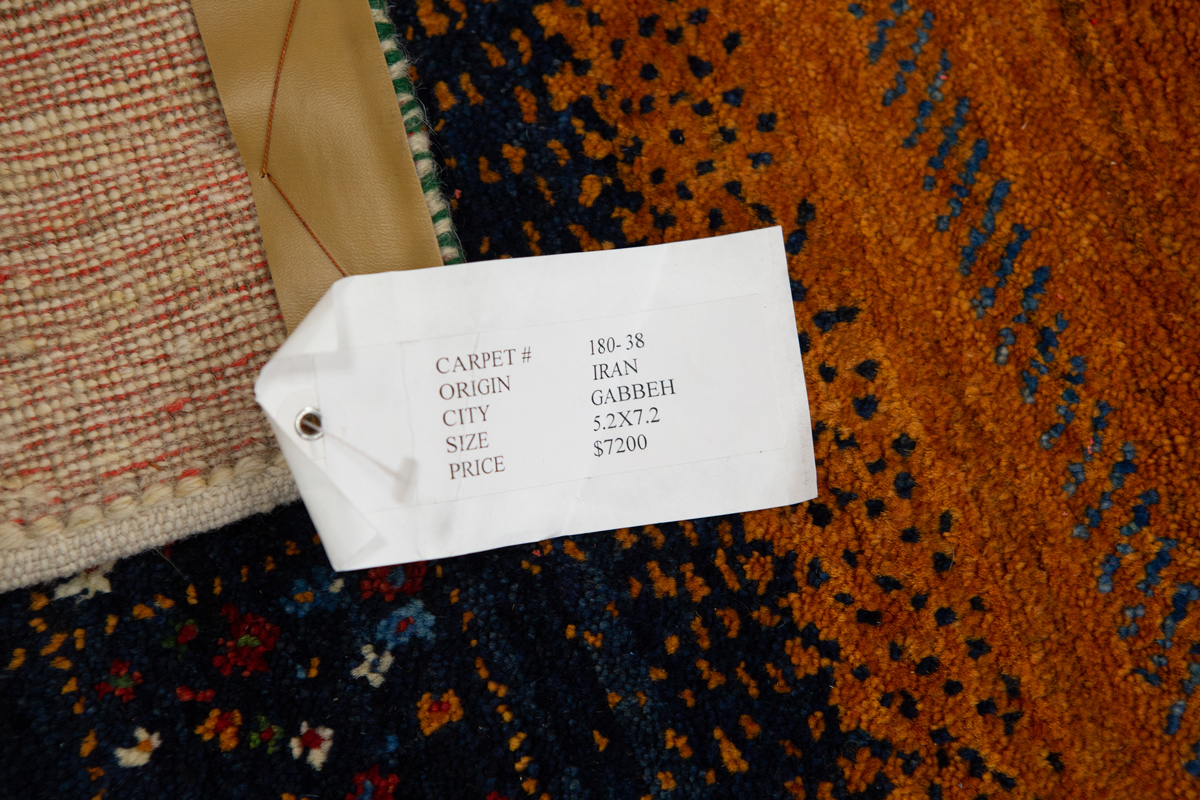 CARPET # 180- 38
ORIGIN IRAN
CITY GABBEH
SIZE 5.2X7.2
PRICE $7200